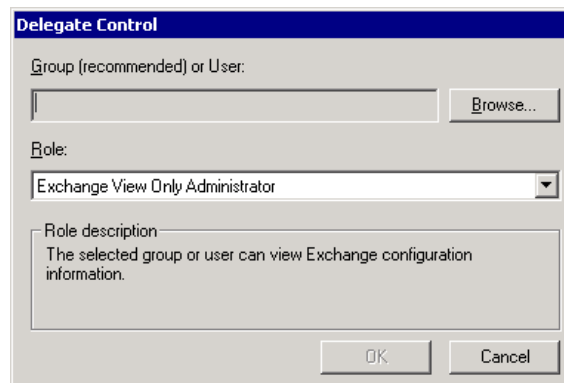 Delegate Control
Group (recommended) or User:
Browse...
Role:
Exchange View Only Administrator
Role description
The selected group or user can view Exchange configuration
information.
OK
Cancel